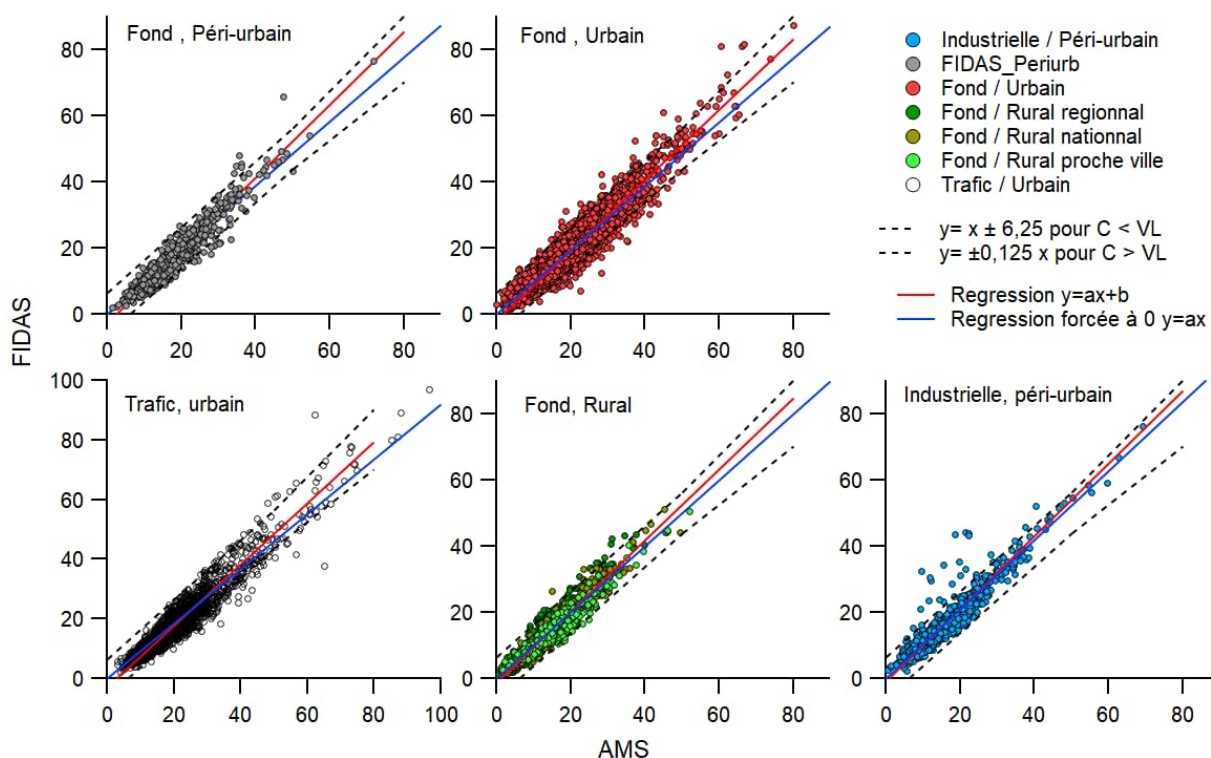 FIDAS
Fond , Péri-urbain
80
60
40
20
0
0 20 40 60 80
Fond , Urbain
80
60
40
20
0
0 20 40 60 80
Industrielle / Péri-urbain
FIDAS_Periurb
Fond / Urbain
Fond / Rural regionnal
Fond / Rural nationnal
Fond / Rural proche ville
Trafic / Urbain
y= x ± 6,25 pour C < VL
y= ±0,125 x pour C > VL
Regression y=ax+b
Regression forcée à 0 y=ax
Trafic, urbain
100
80
60
40
20
0
0 20 40 60 80 100
Fond, Rural
80
60
40
20
0
0 20 40 60 80
Industrielle, péri-urbain
80
60
40
20
0
0 20 40 60 80
AMS